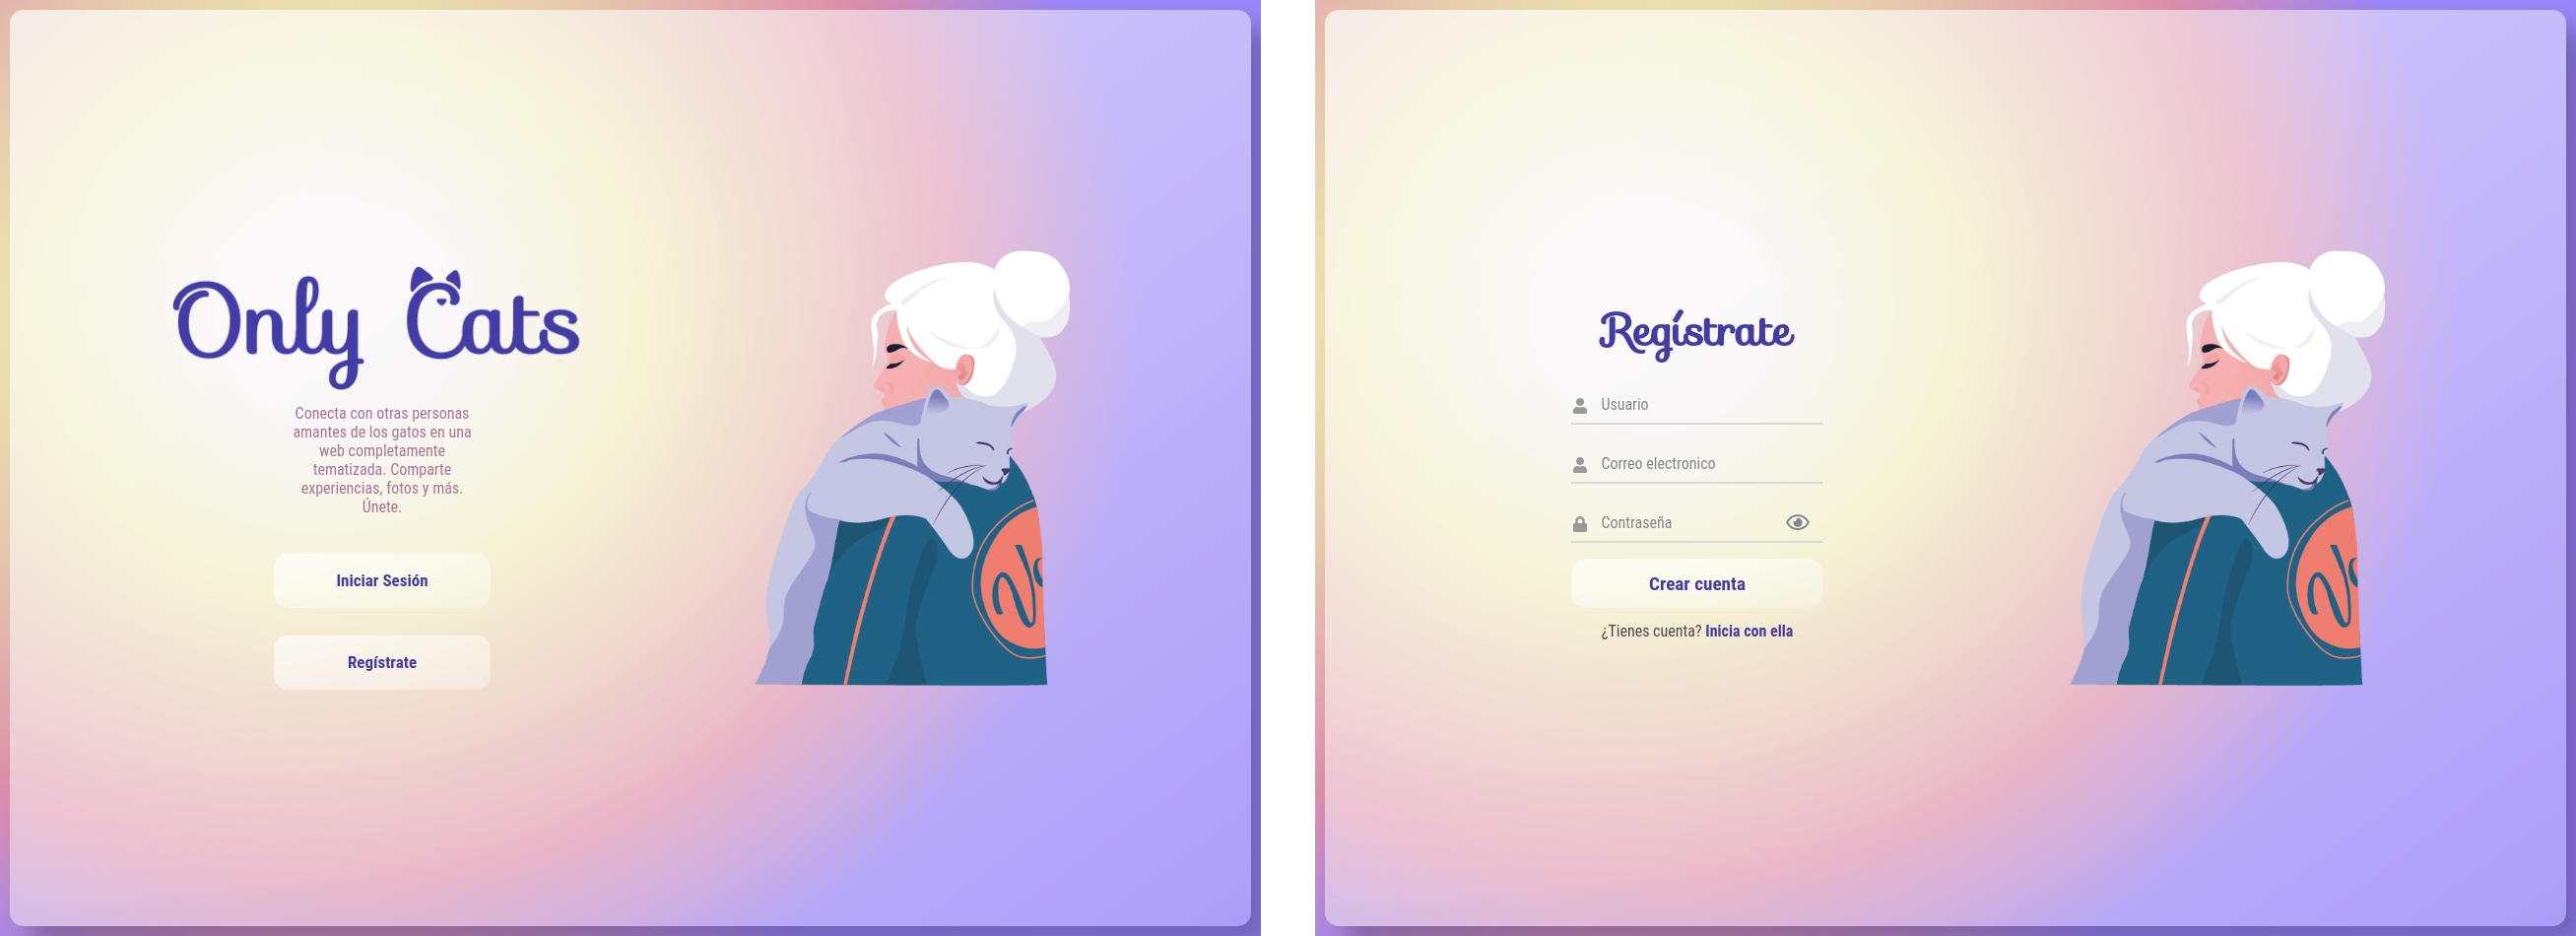 Only Cats
Conecta con otras personas
amantes de los gatos en una
web completamente
tematizada. Comparte
experiencias, fotos y más.
Únete.
Iniciar Sesión
Regístrate
Regístrate
Usuario
Correo electronico
Contraseña
Crear cuenta
¿Tienes cuenta? Inicia con ella